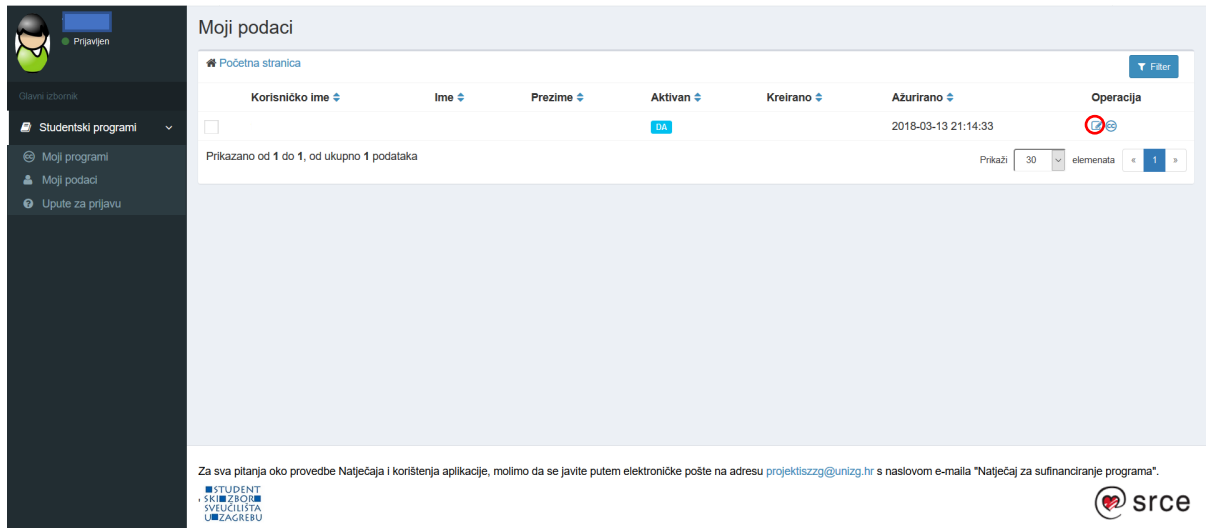 Prijavljen
Glavni izbornik
Studentski programi
Moji programi
Moji podaci
Upute za prijavu
Moji podaci
Početna stranica
Filter
Korisničko ime Ime Prezime Aktivan Kreirano Ažurirano Operacija
DA 2018-03-13 21:14:33
Prikazano od 1 do 1, od ukupno 1 podataka
Prikaži 30 elemenata « 1 »
Za sva pitanja oko provedbe Natječaja i korištenja aplikacije, molimo da se javite putem elektroničke pošte na adresu projektiszzg@unizg.hr s naslovom e-maila "Natječaj za sufinanciranje programa".
STUDENT
SKI ZBOR
SVEUČILIŠTA
U ZAGREBU
srce